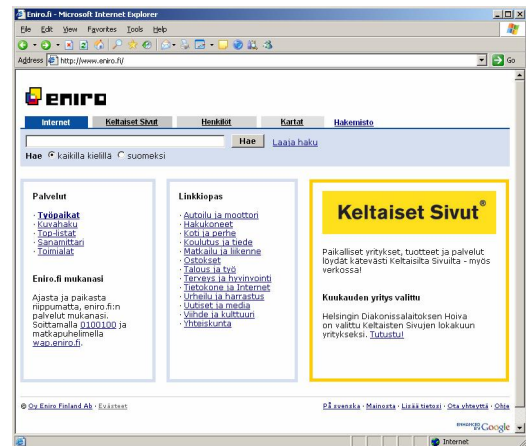 Eniro.fi - Microsoft Internet Explorer
File Edit View Favorites Tools Help
Address http://www.eniro.fi/ Go
eniro
Internet Keltaiset Sivut Henkilöt Kartat Hakemisto
Hae Laaja haku
Hae kaikilla kielillä suomeksi
Palvelut
· Työpaikat
· Kuvahaku
· Top-listat
· Sanamittari
· Toimialat
Eniro.fi mukanasi
Ajasta ja paikasta
riippumatta, eniro.fi:n
palvelut mukanasi.
Soittamalla 0100100 ja
matkapuhelimella
wap.eniro.fi.
Linkkiopas
· Autoilu ja moottori
· Hakukoneet
· Koti ja perhe
· Koulutus ja tiede
· Matkailu ja liikenne
· Ostokset
· Talous ja työ
· Terveys ja hyvinvointi
· Tietokone ja Internet
· Urheilu ja harrastus
· Uutiset ja media
· Viihde ja kulttuuri
· Yhteiskunta
Keltaiset Sivut®
Paikalliset yritykset, tuotteet ja palvelut
löydät kätevästi Keltaisilta Sivuilta - myös
verkossa!
Kuukauden yritys valittu
Helsingin Diakonissalaitoksen Hoiva
on valittu Keltaisten Sivujen lokakuun
yritykseksi. Tutustu!
© Oy Eniro Finland Ab · Evästeet På svenska · Mainosta · Lisää tietosi · Ota yhteyttä · Ohje
ENHANCED BY Google
Internet